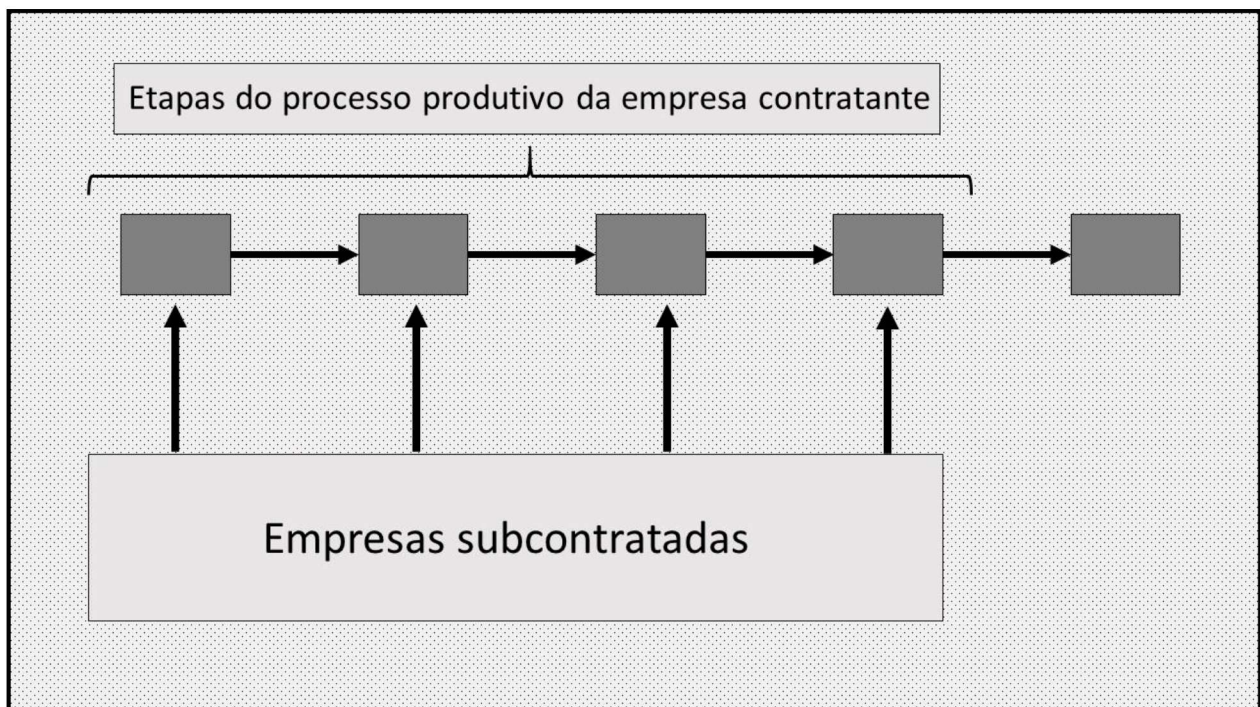 Etapas do processo produtivo da empresa contratante
Empresas subcontratadas